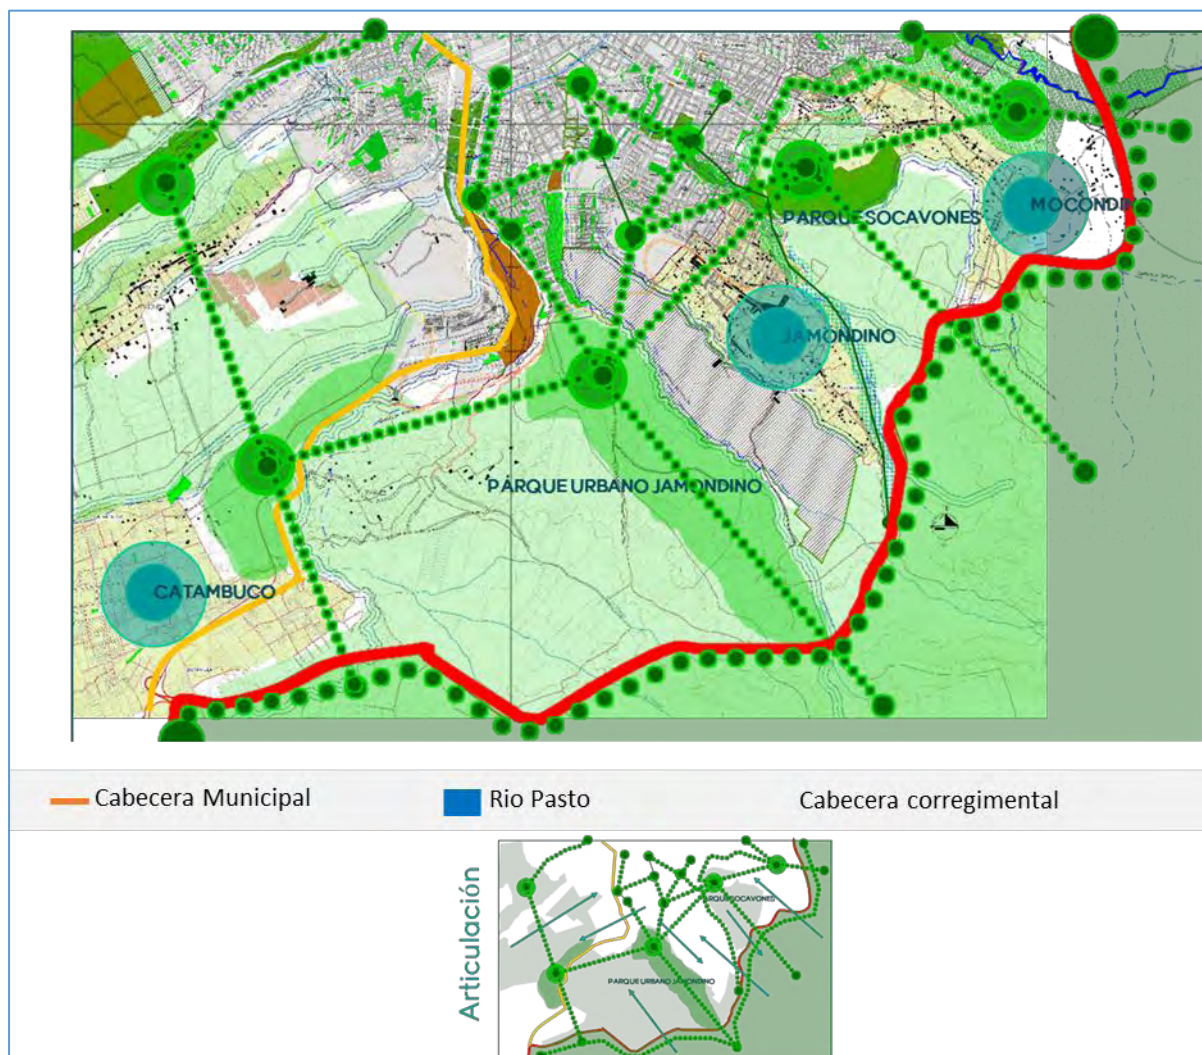 PARQUE SOCAVONES
MOCONDINO
JAMONDINO
PARQUE URBANO JAMONDINO
CATAMBUCO
Cabecera Municipal
Rio Pasto
Cabecera corregimental
Articulación
PARQUE SOCAVONES
PARQUE URBANO JAMONDINO